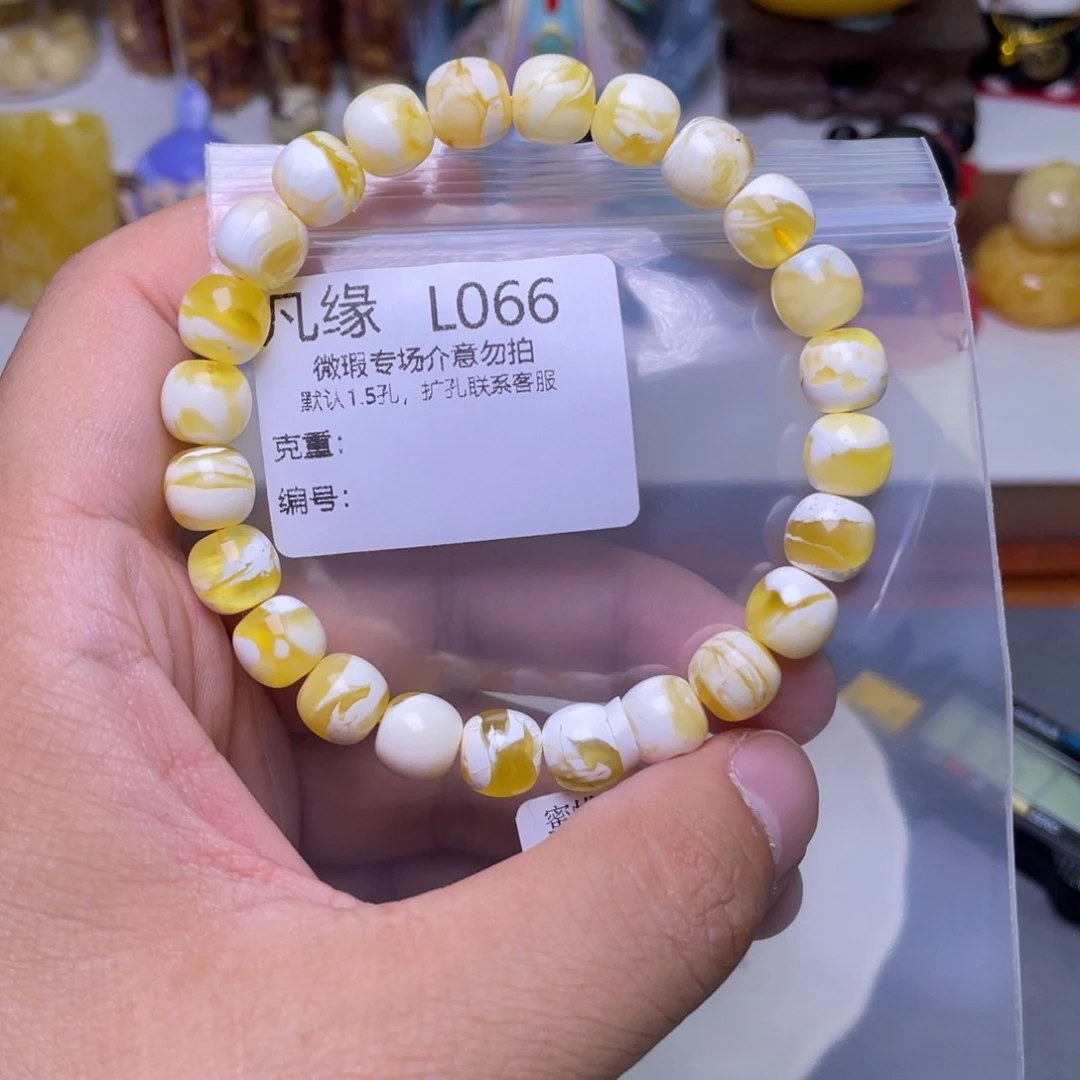 凡缘 L066
微瑕专场介意勿拍
默认1.5孔，扩孔联系客服
克重：
编号：
蜜